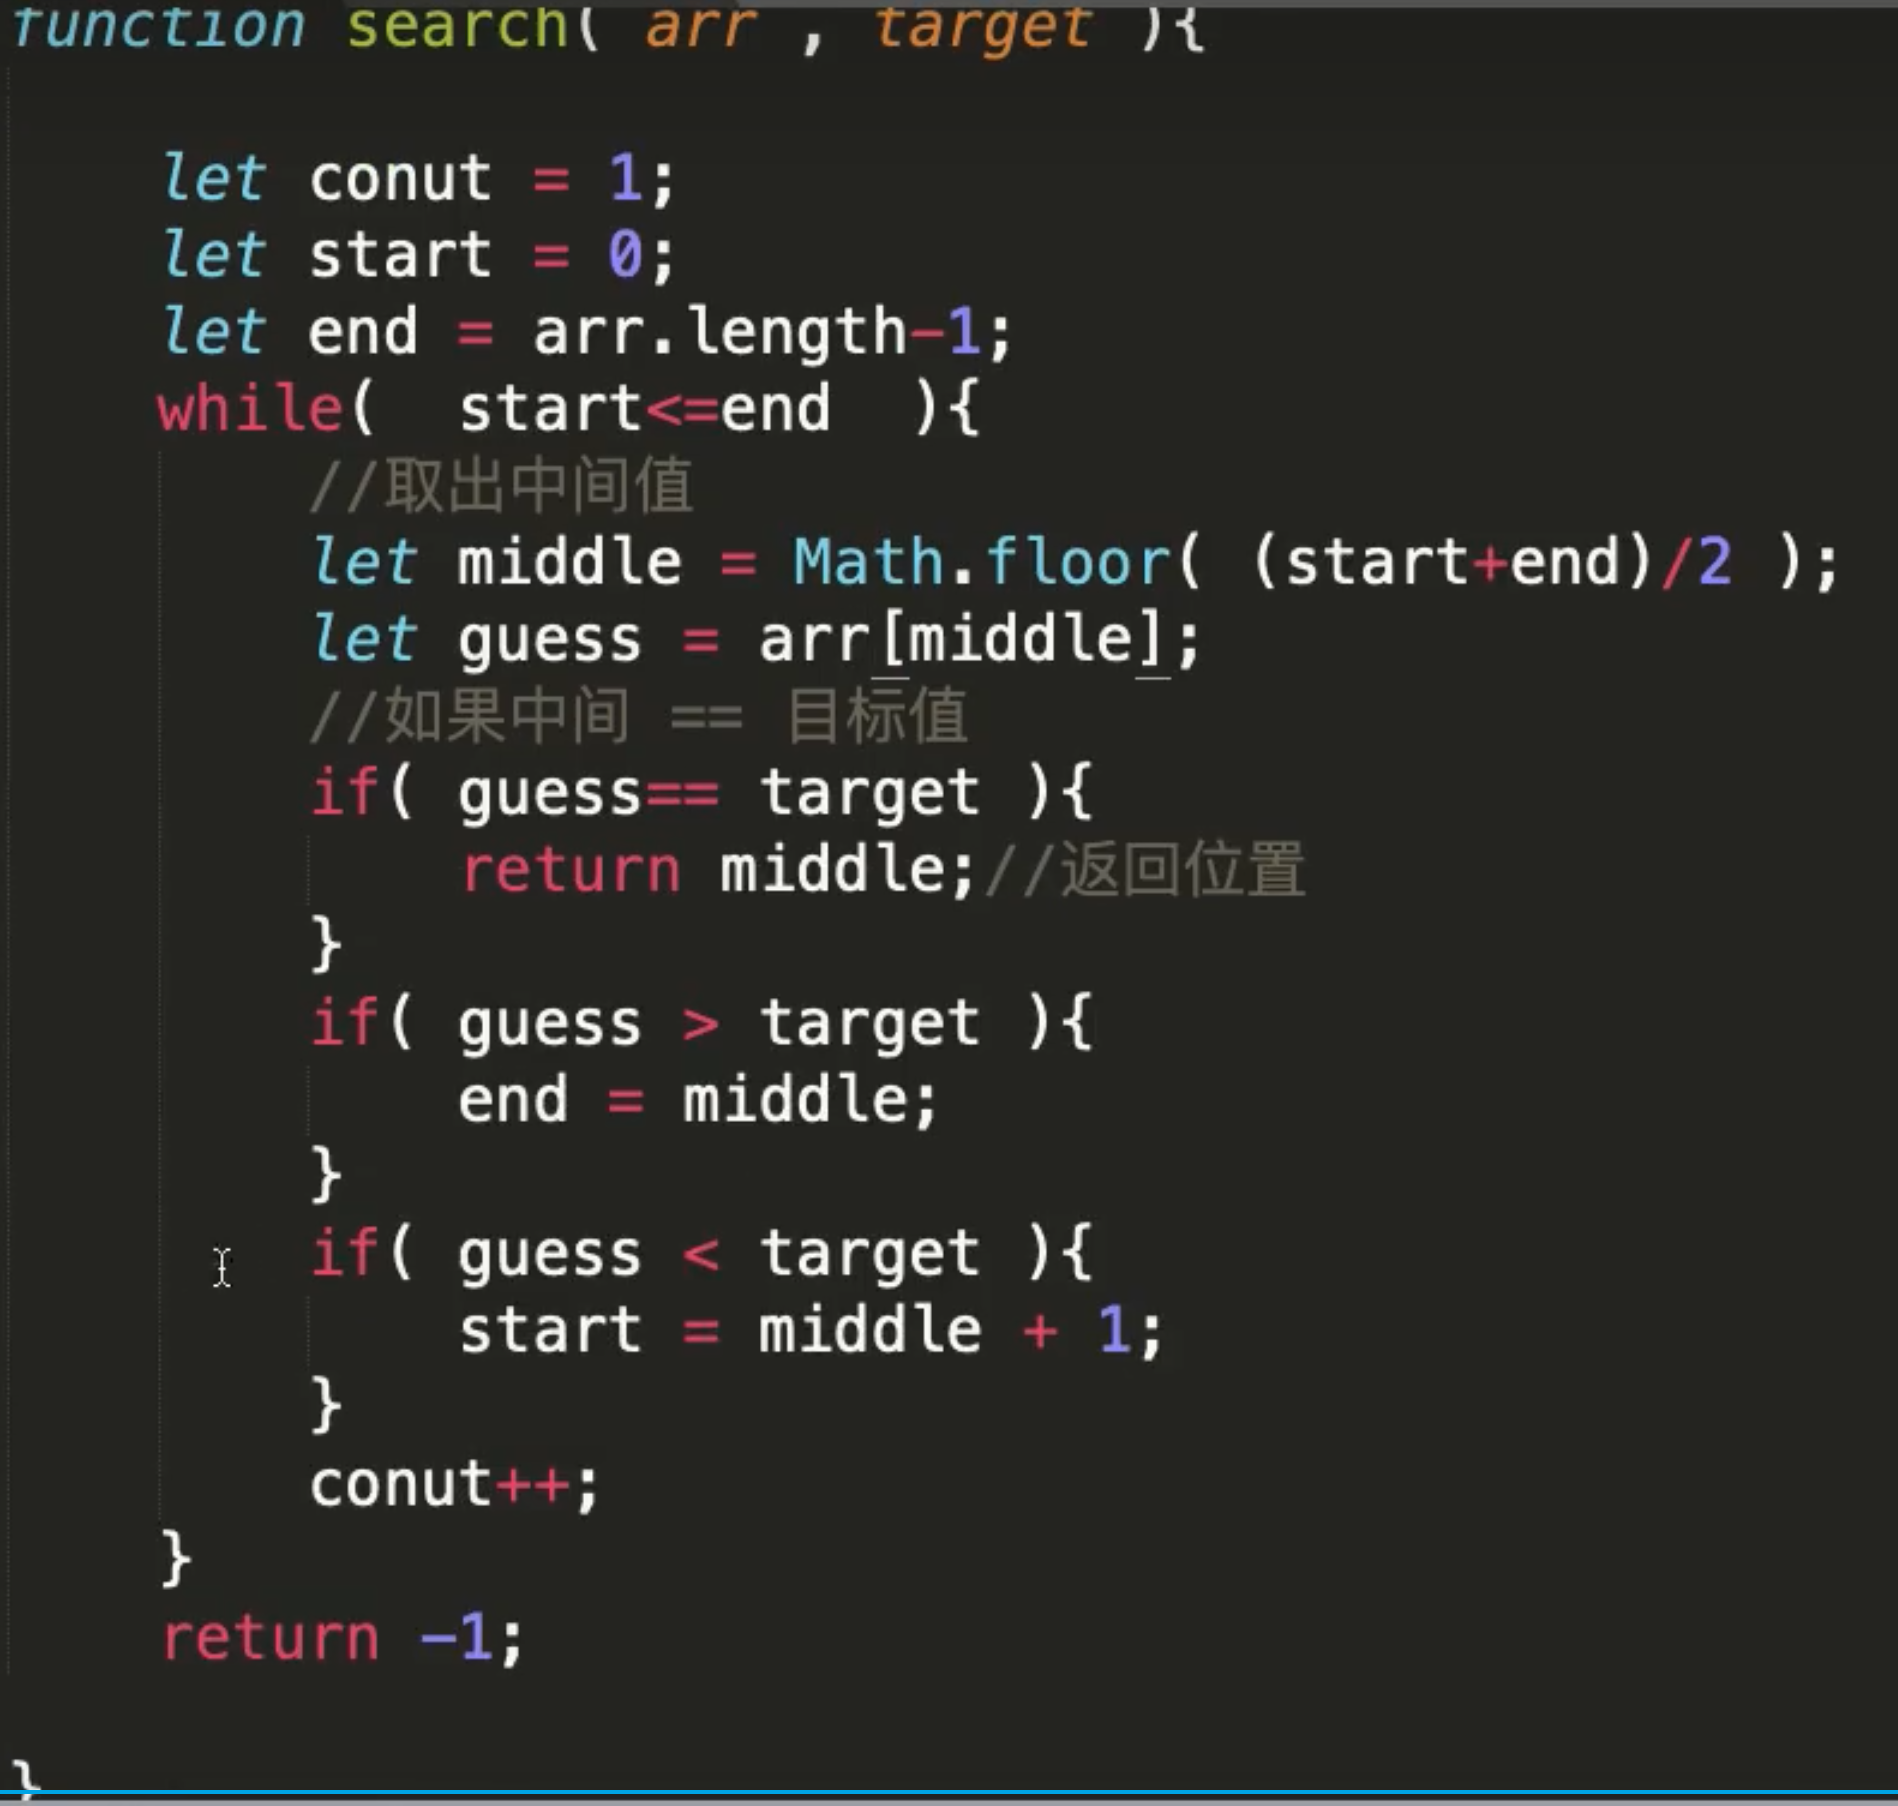 function search( arr , target ){
let conut = 1;
let start = 0;
let end = arr.length-1;
while(  start<=end  ){
//取出中间值
let middle = Math.floor( (start+end)/2 );
let guess = arr[middle];
//如果中间 == 目标值
if( guess== target ){
return middle;//返回位置
}
if( guess > target ){
end = middle;
}
if( guess < target ){
start = middle + 1;
}
conut++;
}
return -1;
}